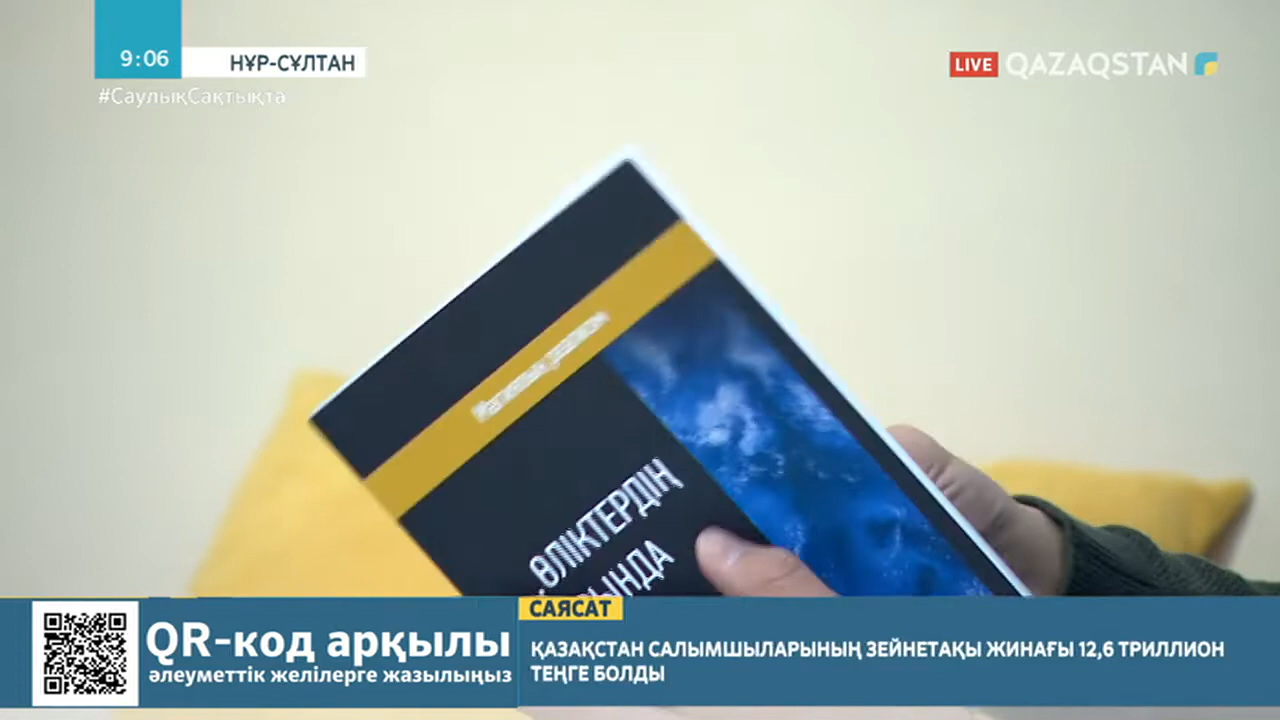 9:06
НҰР-СҰЛТАН
#СаулықСақтықта
LIVE
QAZAQSTAN
ӨЛІКТЕРДІҢ
QR-код арқылы
әлеуметтік желілерге жазылыңыз
САЯСАТ
ҚАЗАҚСТАН САЛЫМШЫЛАРЫНЫҢ ЗЕЙНЕТАҚЫ ЖИНАҒЫ 12,6 ТРИЛЛИОН
ТЕҢГЕ БОЛДЫ